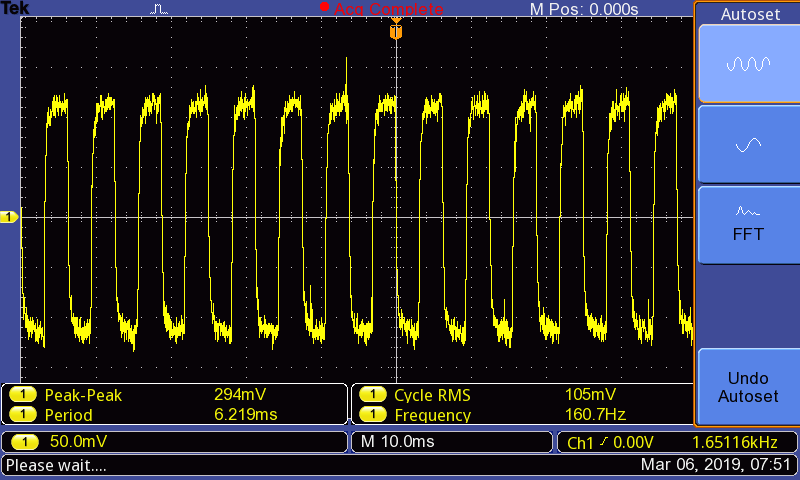 Tek Acq Complete M Pos: 0.000s
Autoset
T
1
FFT
Undo
Autoset
1 Peak-Peak 294mV 1 Cycle RMS 105mV
1 Period 6.219ms 1 Frequency 160.7Hz
1 50.0mV M 10.0ms Ch1 0.00V 1.65116kHz
Please wait.... Mar 06, 2019, 07:51